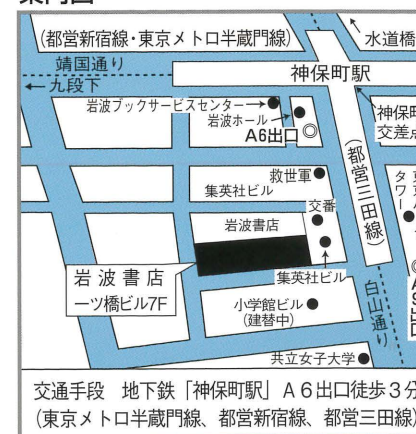 (都営新宿線・東京メトロ半蔵門線)
水道橋
靖国通り
←九段下
神保町駅
岩波ブックサービスセンター
岩波ホール
A6出口
神保町
交差点
(都営三田線)
救世軍
集英社ビル
タワー
交番
岩波書店
岩波書店
一ツ橋ビル7F
集英社ビル
白山通り
小学館ビル
(建替中)
共立女子大学
交通手段 地下鉄「神保町駅」A6出口徒歩3分
(東京メトロ半蔵門線、都営新宿線、都営三田線)